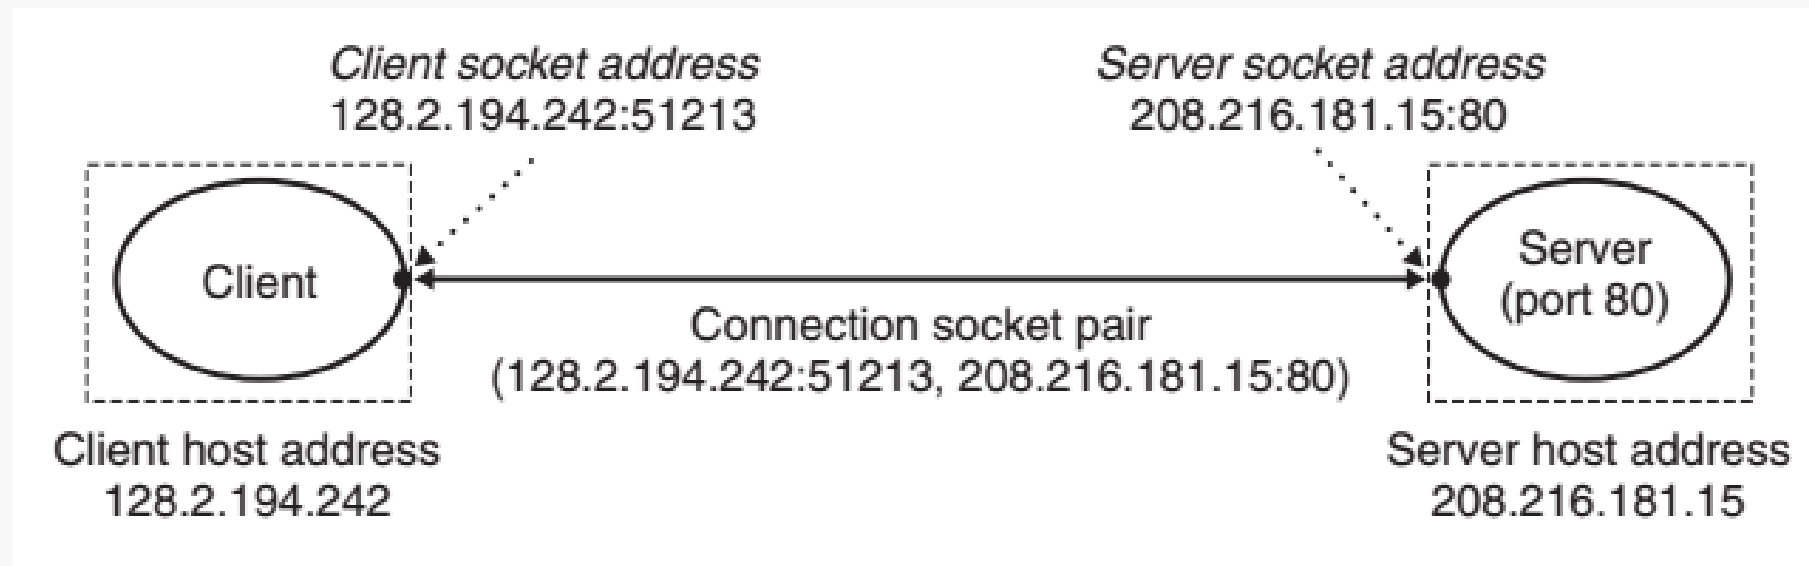 Client socket address
128.2.194.242:51213
Server socket address
208.216.181.15:80
Client
Server
(port 80)
Connection socket pair
(128.2.194.242:51213, 208.216.181.15:80)
Client host address
128.2.194.242
Server host address
208.216.181.15